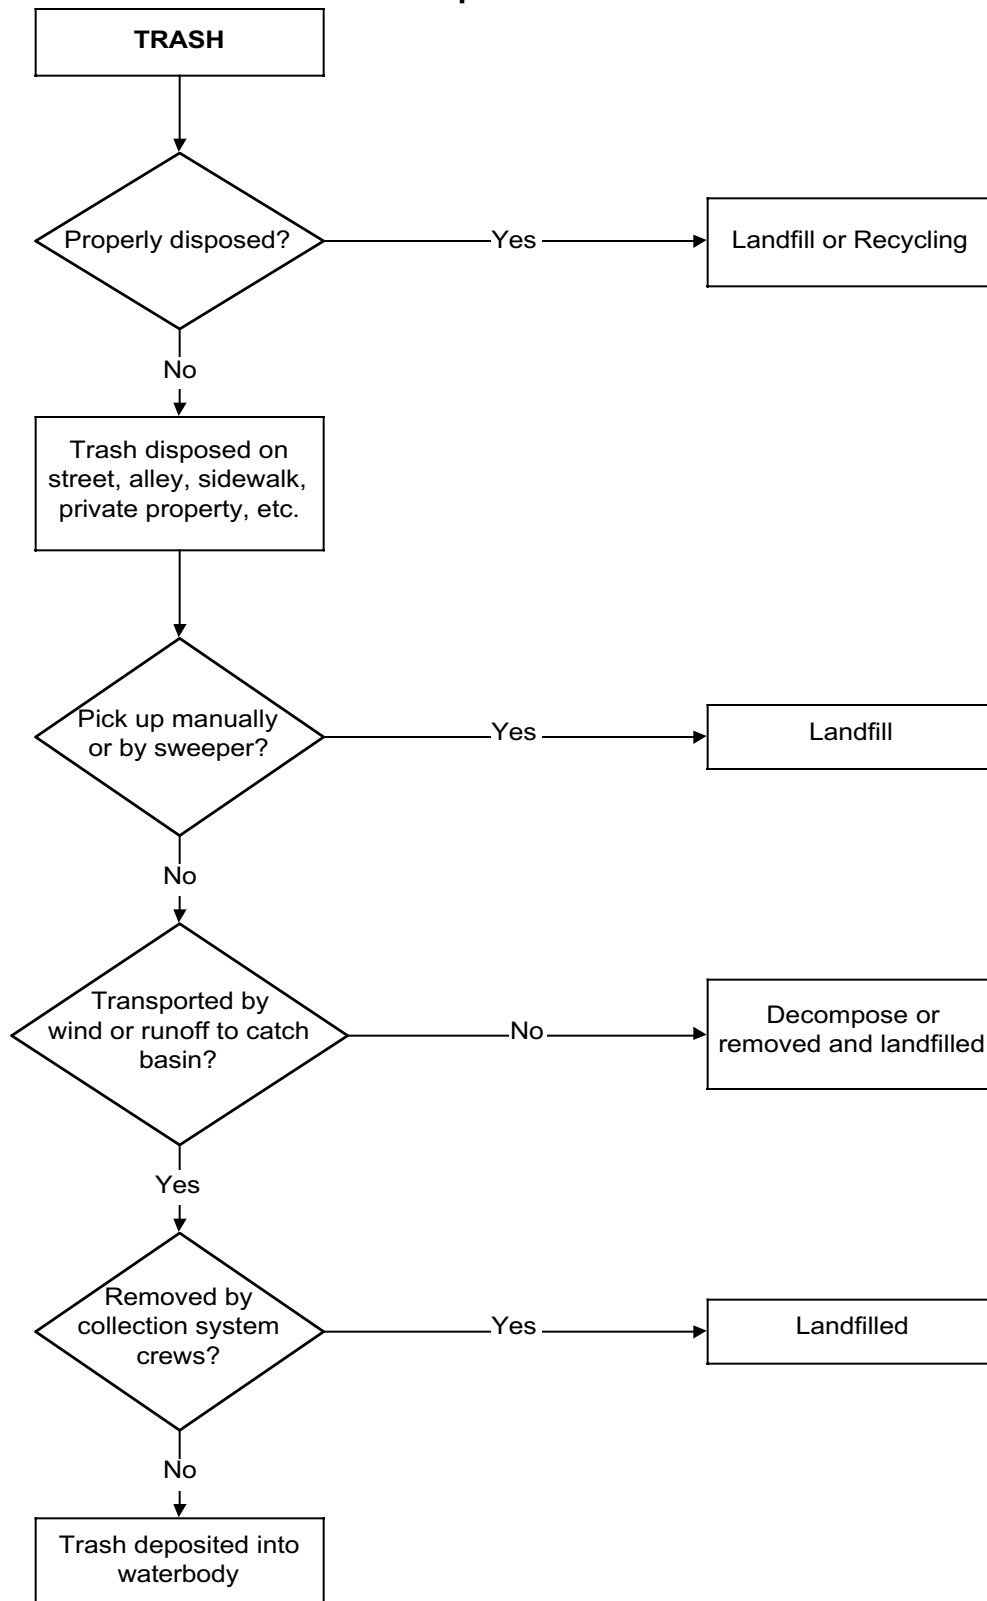 TRASH
Properly disposed?
Yes
Landfill or Recycling
No
Trash disposed on
street, alley, sidewalk,
private property, etc.
Pick up manually
or by sweeper?
Yes
Landfill
No
Transported by
wind or runoff to catch
basin?
No
Decompose or
removed and landfilled
Yes
Removed by
collection system
crews?
Yes
Landfilled
No
Trash deposited into
waterbody